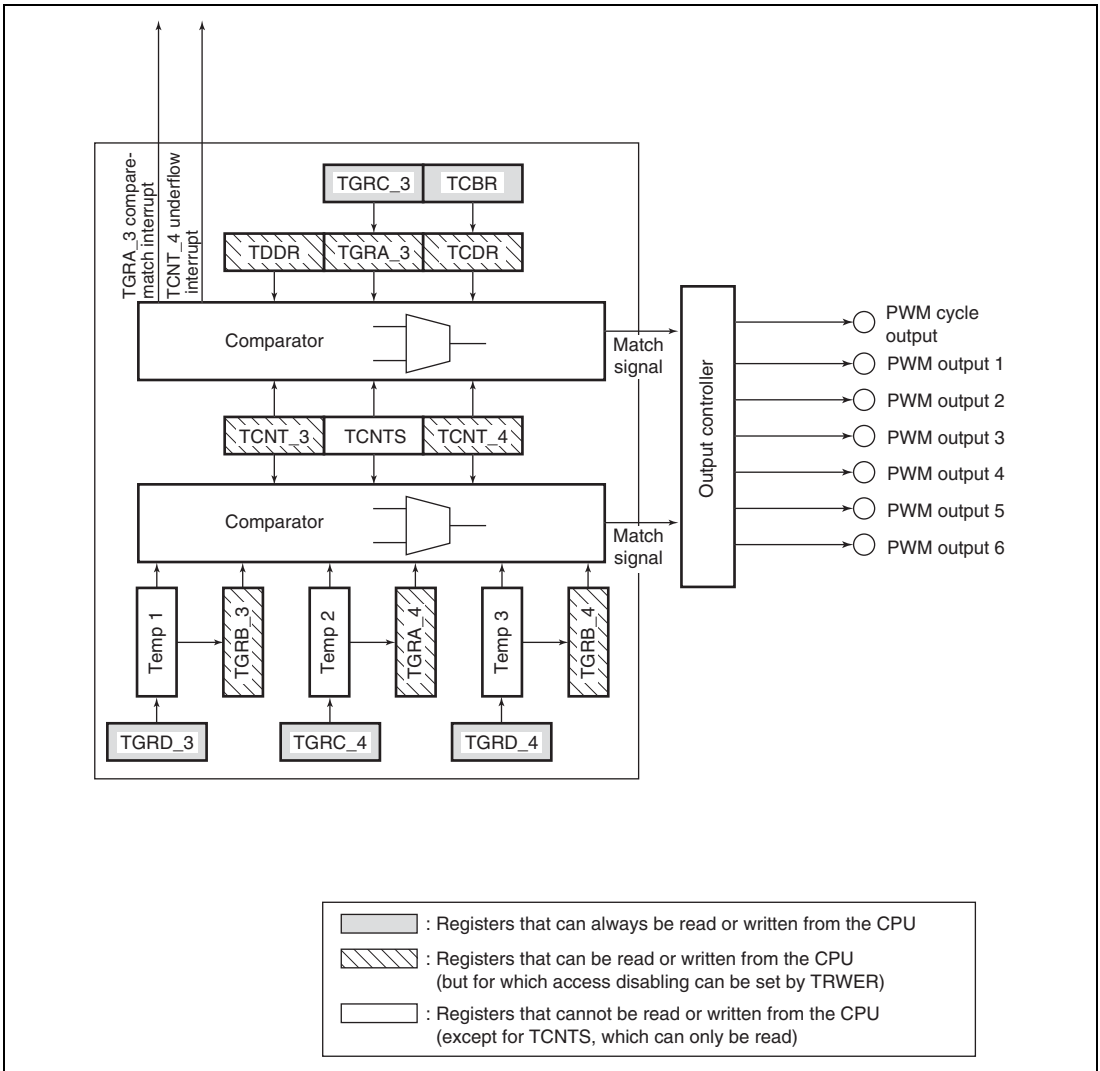 TGRA_3 compare-
match interrupt
TCNT_4 underflow
interrupt
TGRC_3
TCBR
TDDR
TGRA_3
TCDR
Comparator
Match
signal
TCNT_3
TCNTS
TCNT_4
Comparator
Match
signal
Output controller
PWM cycle
output
PWM output 1
PWM output 2
PWM output 3
PWM output 4
PWM output 5
PWM output 6
Temp 1
TGRB_3
Temp 2
TGRA_4
Temp 3
TGRB_4
TGRD_3
TGRC_4
TGRD_4
: Registers that can always be read or written from the CPU
: Registers that can be read or written from the CPU
(but for which access disabling can be set by TRWER)
: Registers that cannot be read or written from the CPU
(except for TCNTS, which can only be read)